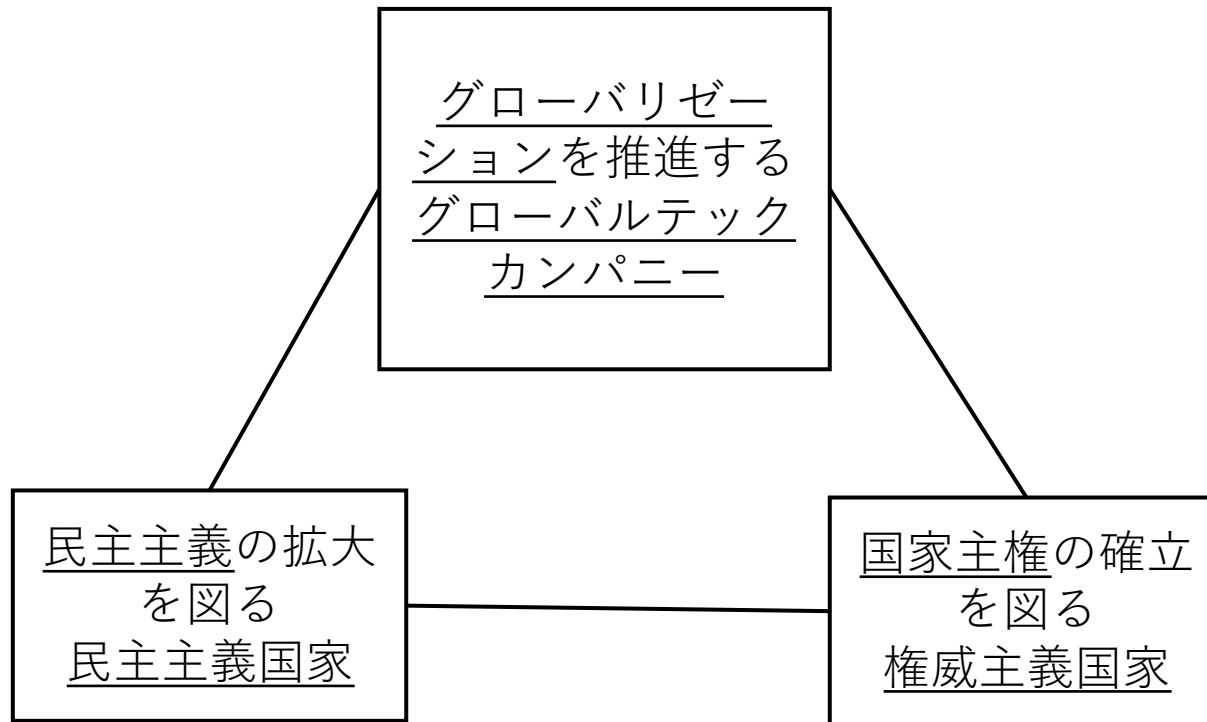 グローバリゼー
ションを推進する
グローバルテック
カンパニー
民主主義の拡大
を図る
民主主義国家
国家主権の確立
を図る
権威主義国家